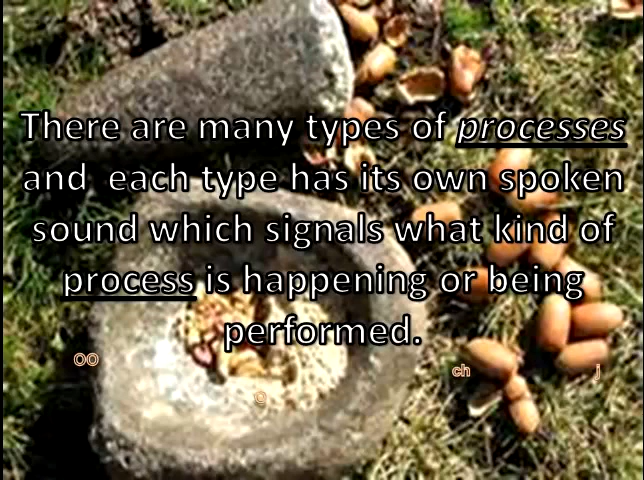 There are many types of processes
and each type has its own spoken
sound which signals what kind of
process is happening or being
performed.
OO
ch
j